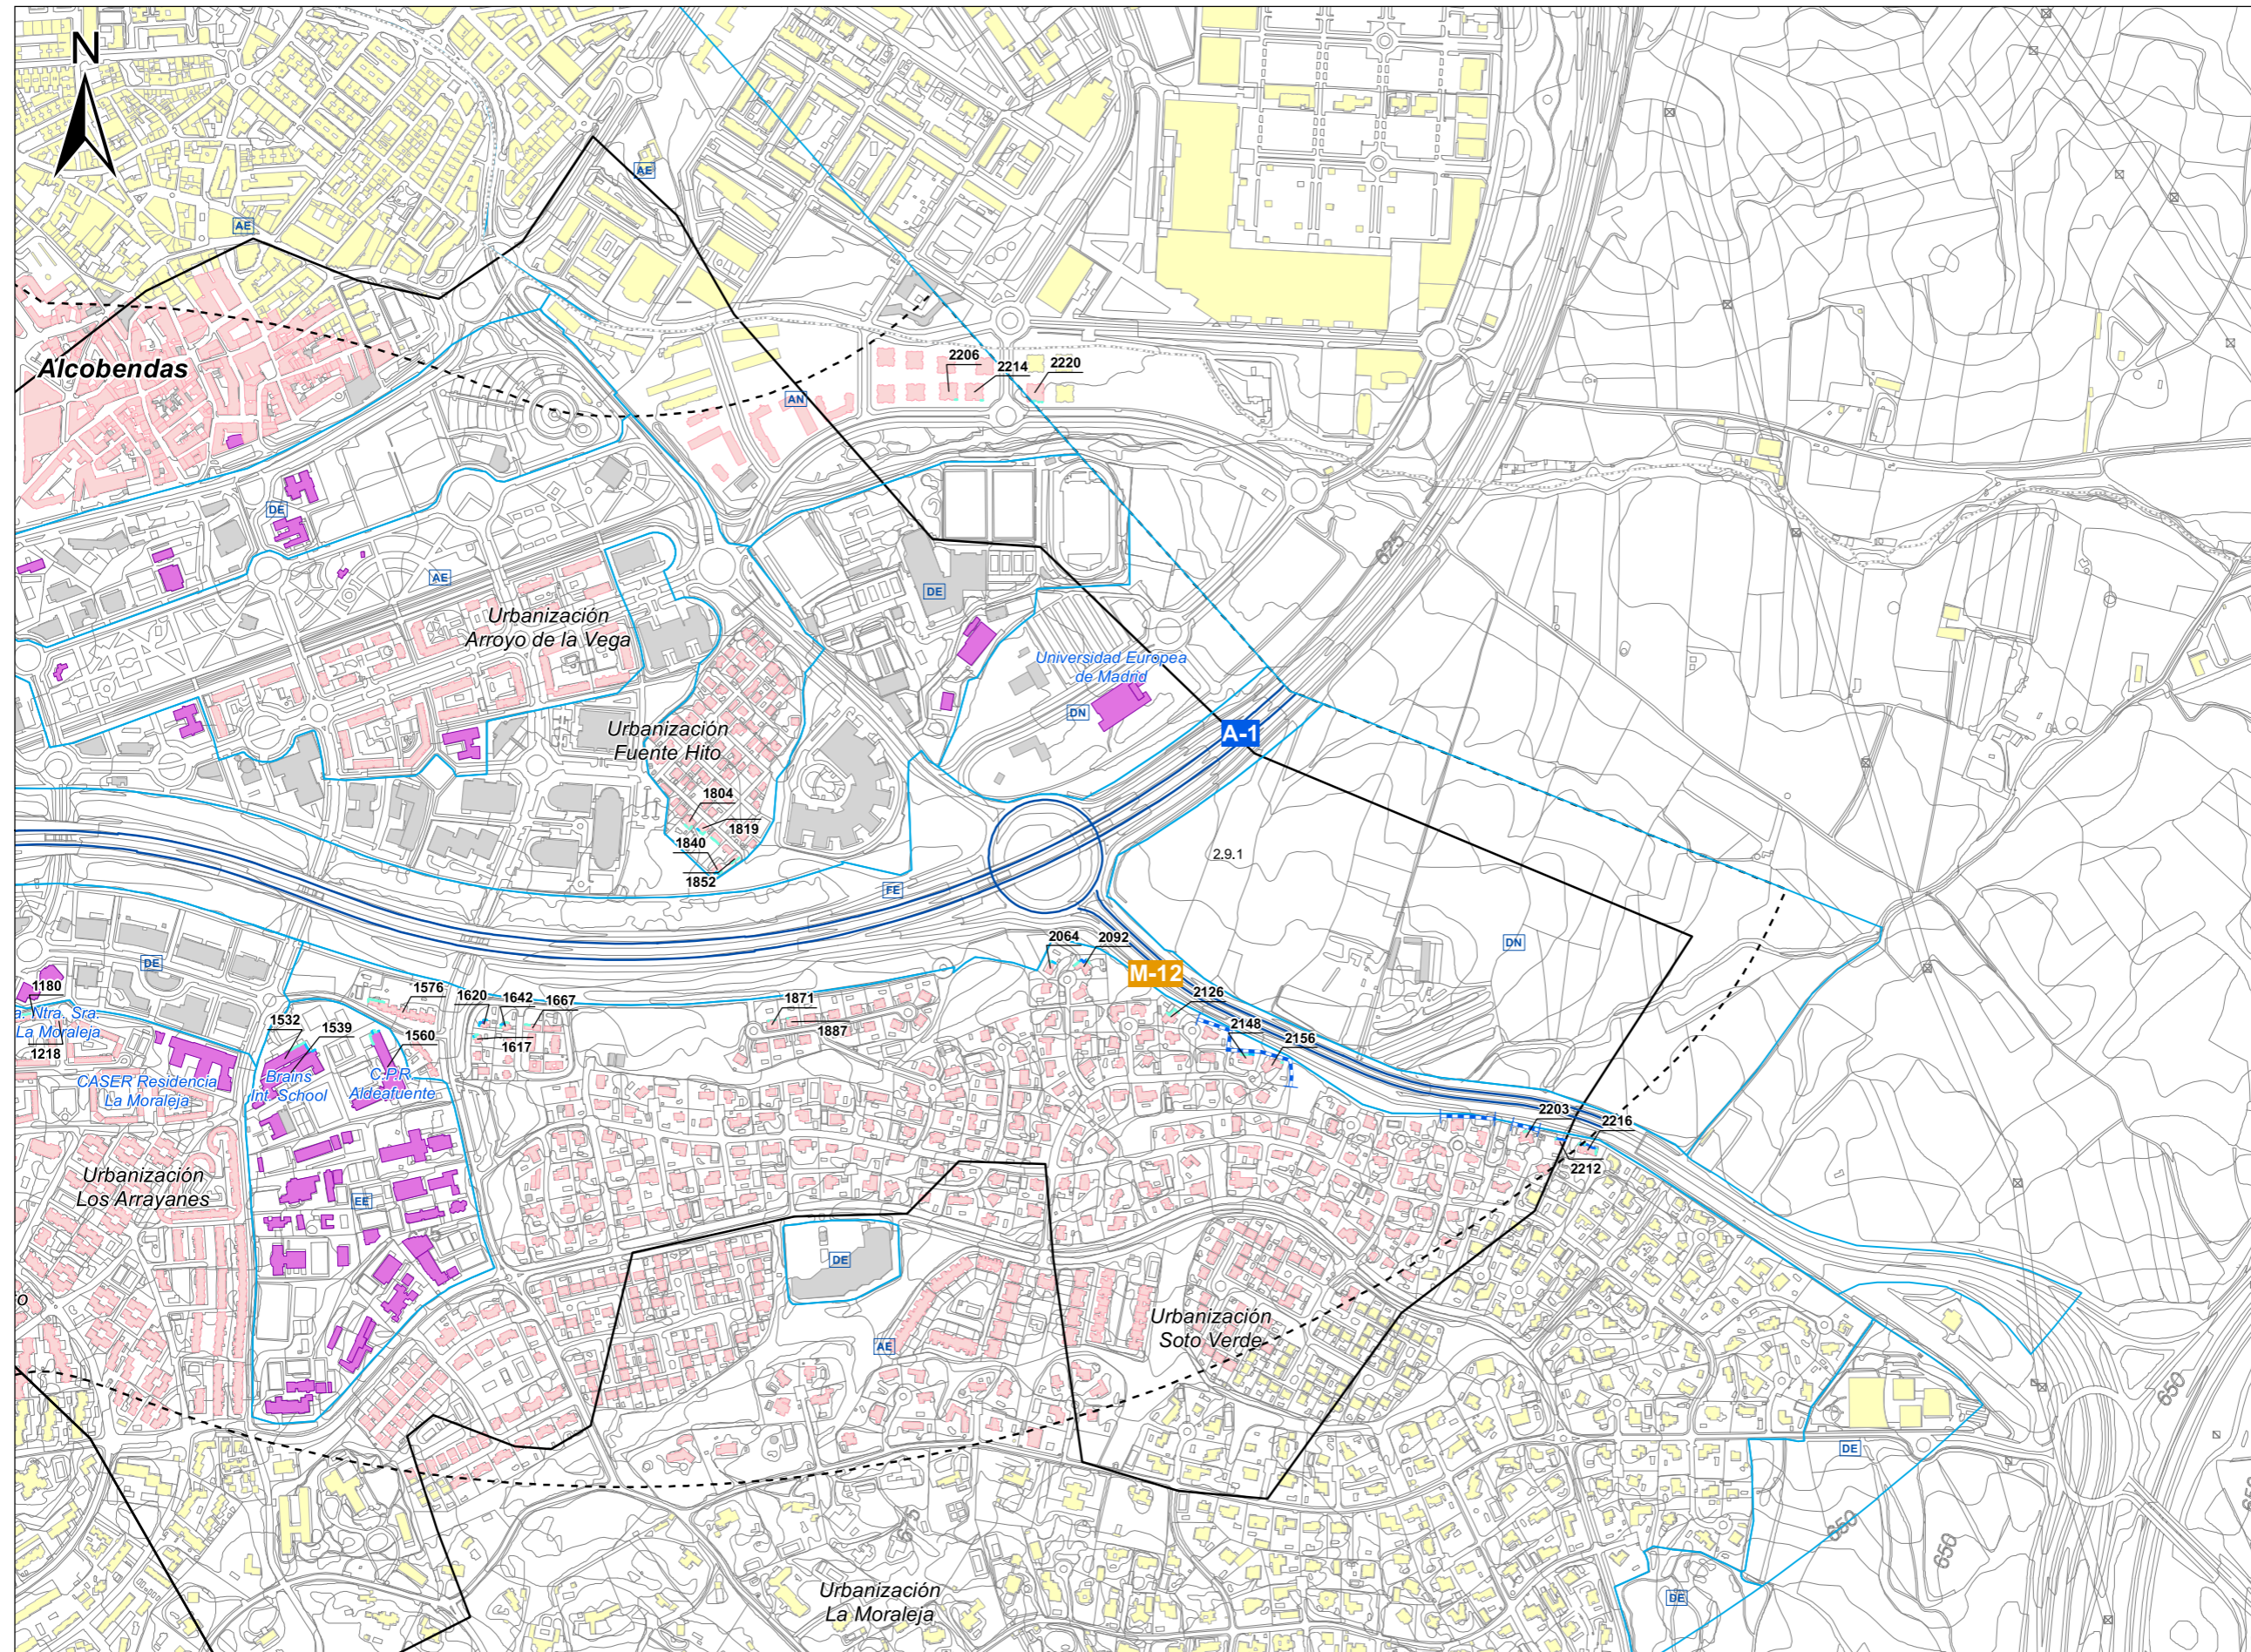 N
AE
AE
Alcobendas
2206
2214
2220
AN
DE
625
AE
DE
Urbanización
Arroyo de la Vega
Universidad Europea
de Madrid
DN
A-1
Urbanización
Fuente Hito
1804
1819
1840
1852
2.9.1
FE
DN
2064
2092
DE
M-12
1180
1576
1620
1642
1667
1871
2126
a. Ntra. Sra.
La Moraleja
1532
1539
1560
1617
1887
2148
2156
1218
CASER Residencia
La Moraleja
Brains
Int. School
C.P.R.
Aldeafuente
2203
2216
2212
Urbanización
Los Arrayanes
EE
DE
o
AE
Urbanización
Soto Verde
650
DE
675
650
650
650
Urbanización
La Moraleja
DE